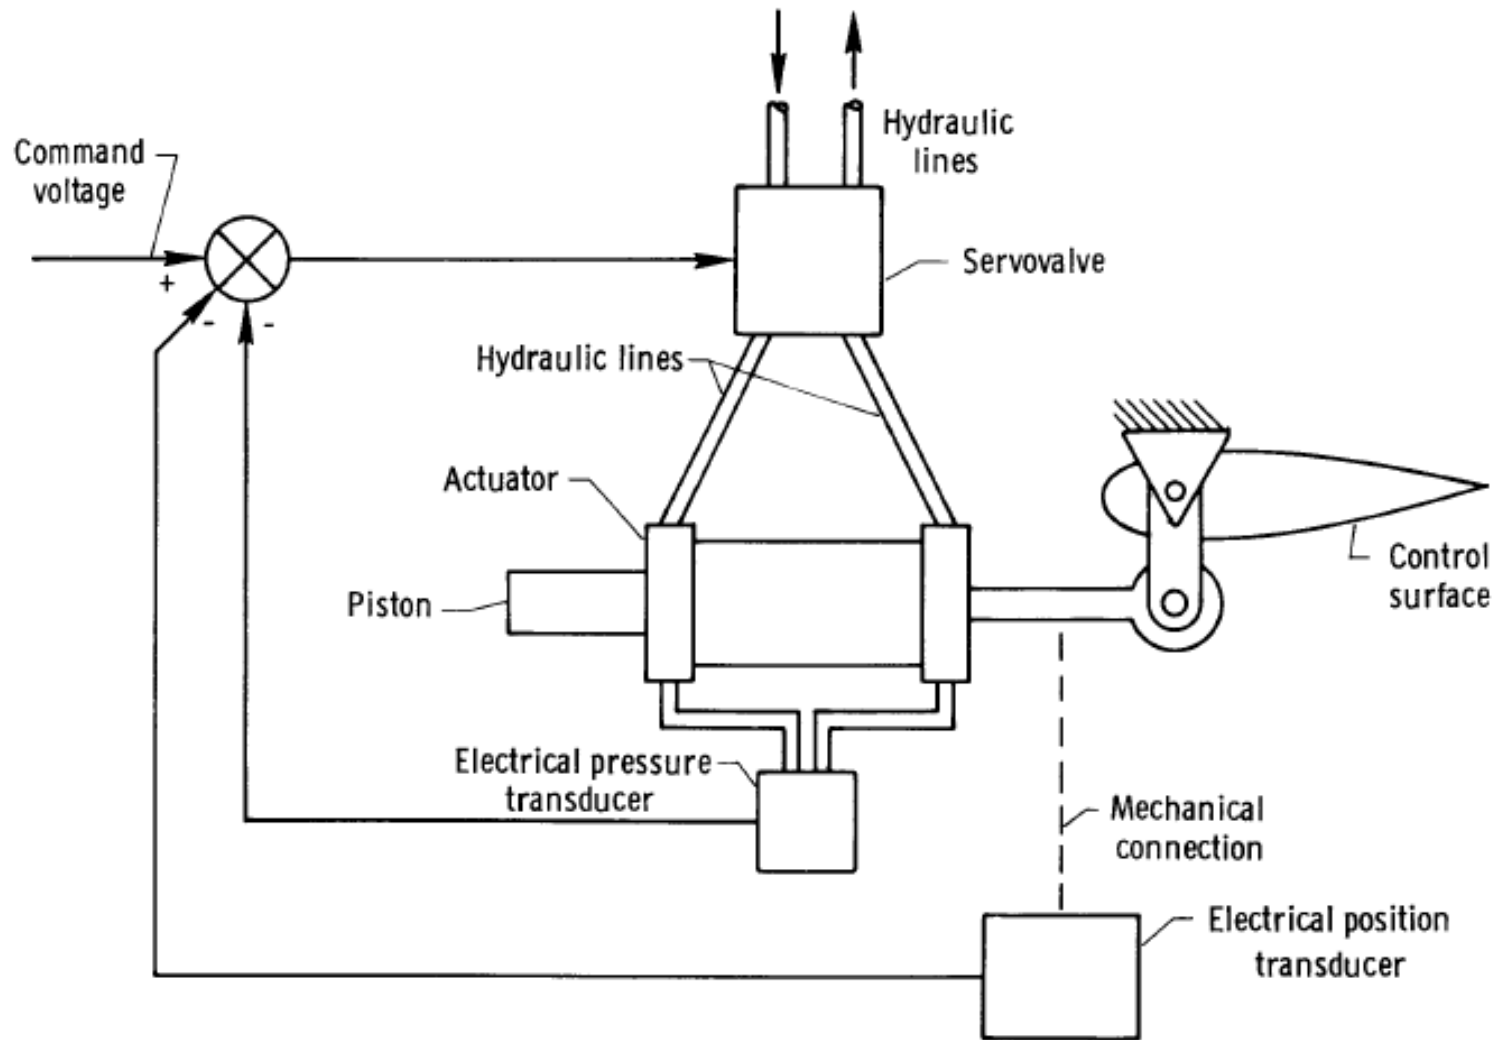 Hydraulic
lines
Command
voltage
+
-
-
Servovalve
Hydraulic lines
Actuator
Control
surface
Piston
Electrical pressure
transducer
Mechanical
connection
Electrical position
transducer